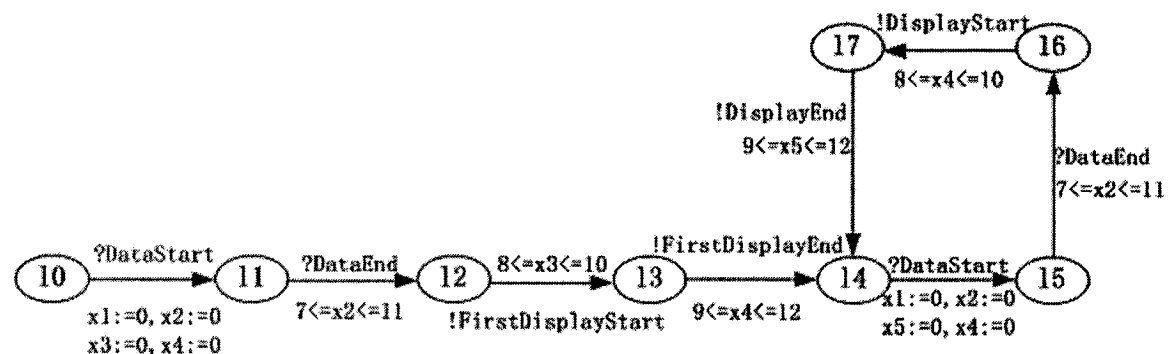 !DisplayStart
17
16
8<=x4<=10
!DisplayEnd
9<=x5<=12
?DataEnd
7<=x2<=11
?DataStart
!FirstDisplayEnd
10
11
?DataEnd
12
8<=x3<=10
13
14
?DataStart
15
x1:=0, x2:=0
x3:=0, x4:=0
7<=x2<=11
!FirstDisplayStart
9<=x4<=12
x1:=0, x2:=0
x5:=0, x4:=0